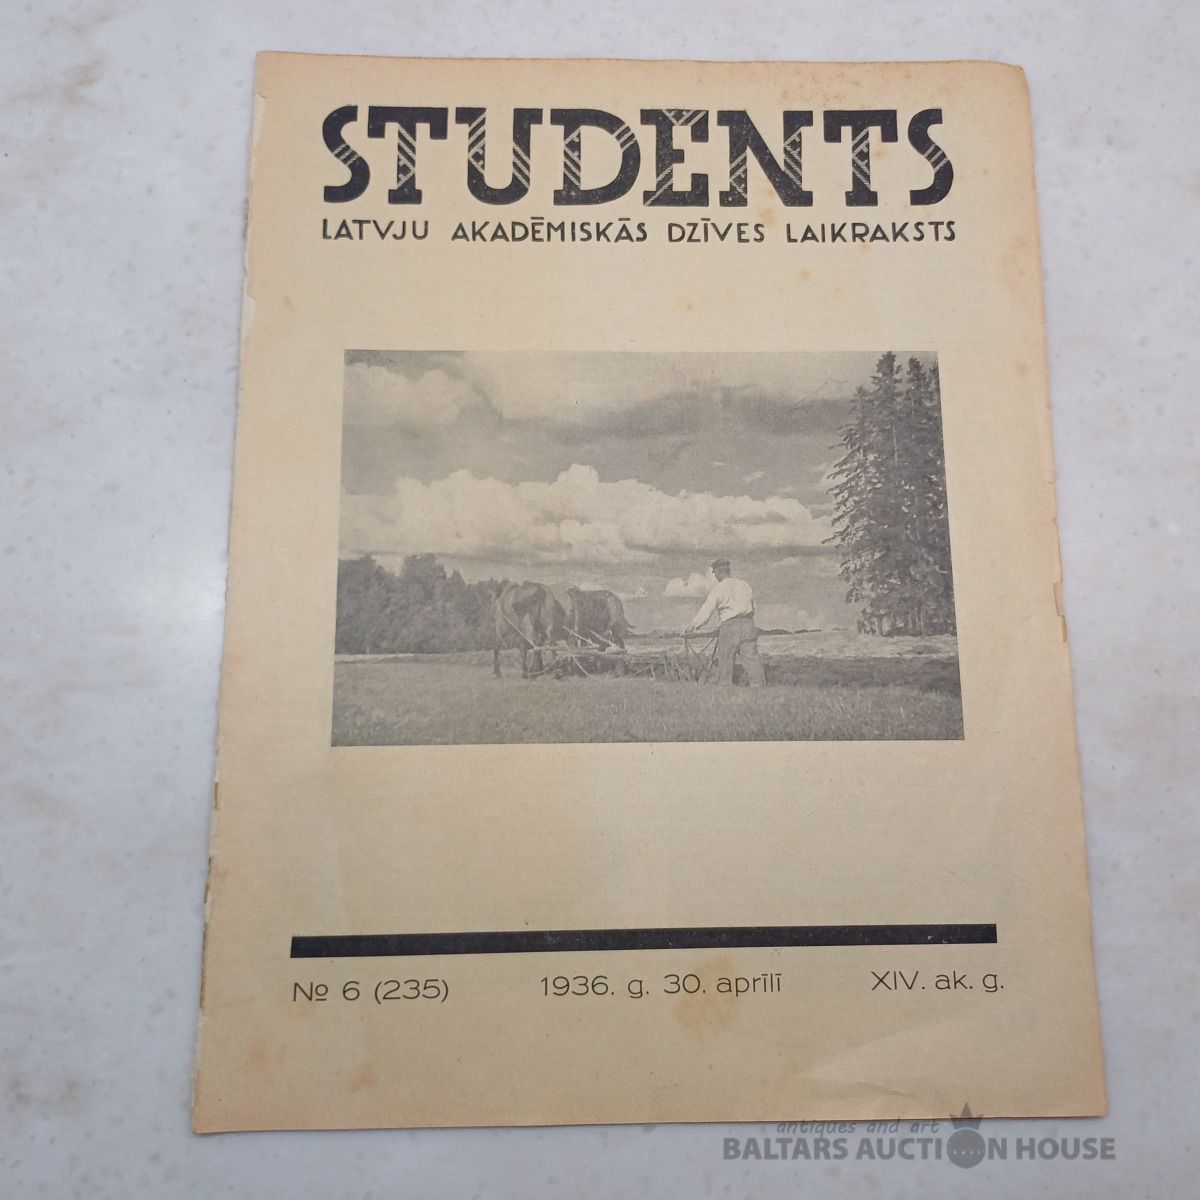 STUDENTS
LATVJU AKADĒMISKĀS DZĪVES LAIKRAKSTS
№ 6 (235) 1936. g. 30. aprīlī XIV. ak. g.
antiques and art
BALTARS AUCTION HOUSE